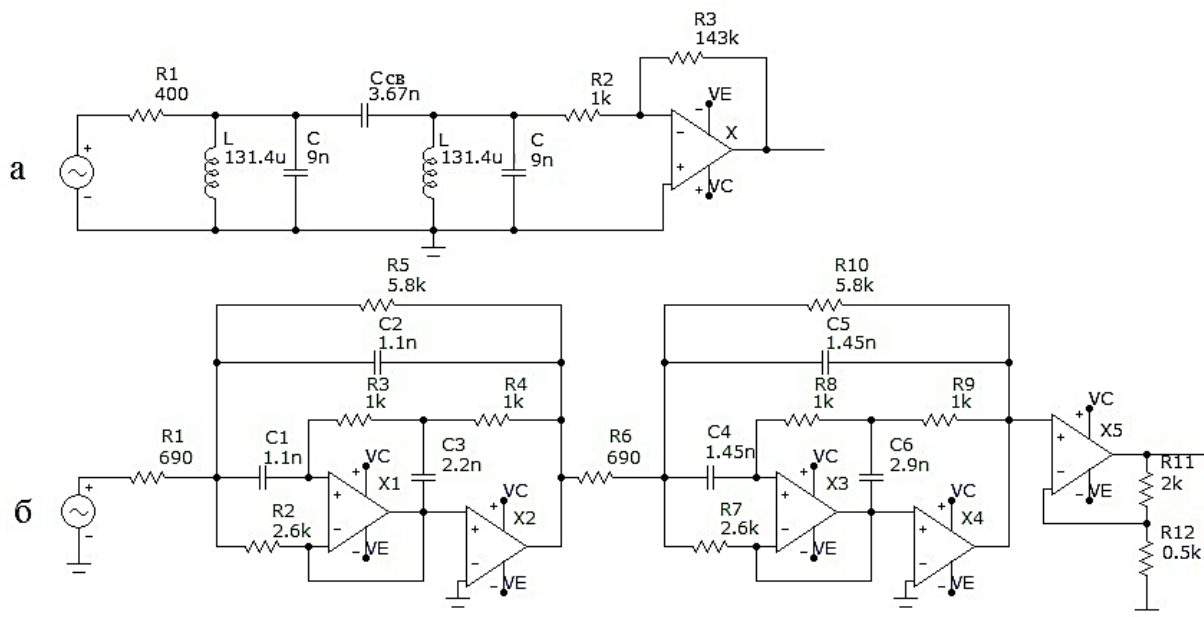 R1
400
Cсв
3.67n
R2
1k
R3
143k
VE
X
VC
L
131.4u
C
9n
L
131.4u
C
9n
а
- +
+ -
R5
5.8k
C2
1.1n
R3
1k
R4
1k
R1
690
C1
1.1n
C3
2.2n
VC
X1
R2
2.6k
VE
VC
X2
VE
R10
5.8k
C5
1.45n
R8
1k
R9
1k
R6
690
C4
1.45n
C6
2.9n
VC
X3
R7
2.6k
VE
VC
X4
VE
VC
X5
VE
R11
2k
R12
0.5k
б